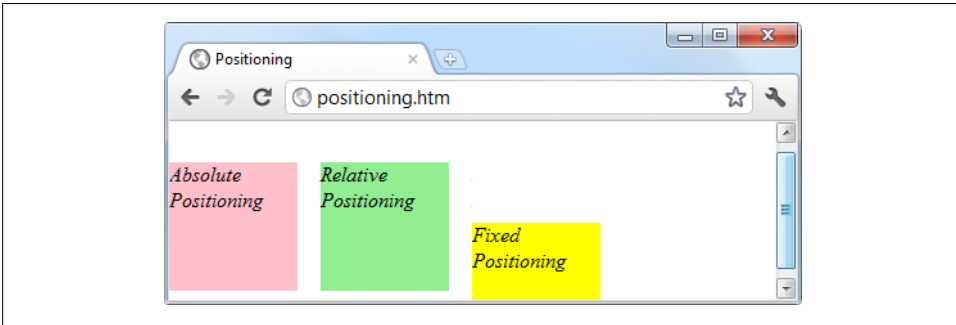 Positioning
positioning.htm
Absolute
Positioning
Relative
Positioning
Fixed
Positioning